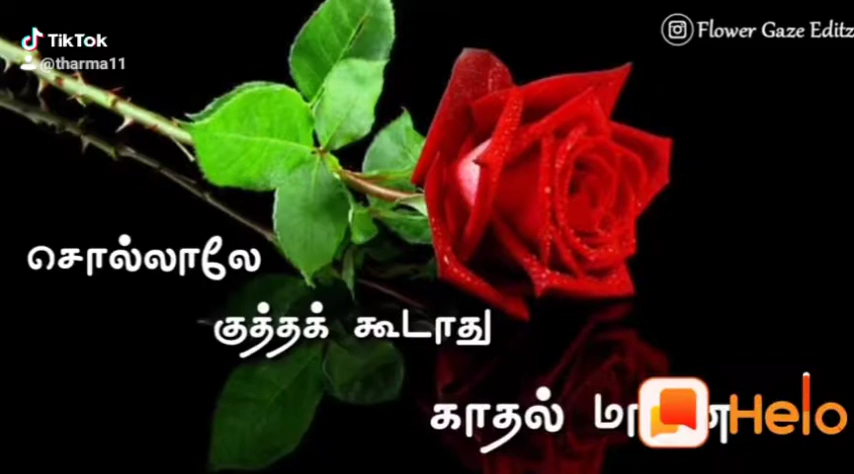 TikTok
@tharma11
Flower Gaze Editz
சொல்லாலே
குத்தக் கூடாது
காதல்
Helo